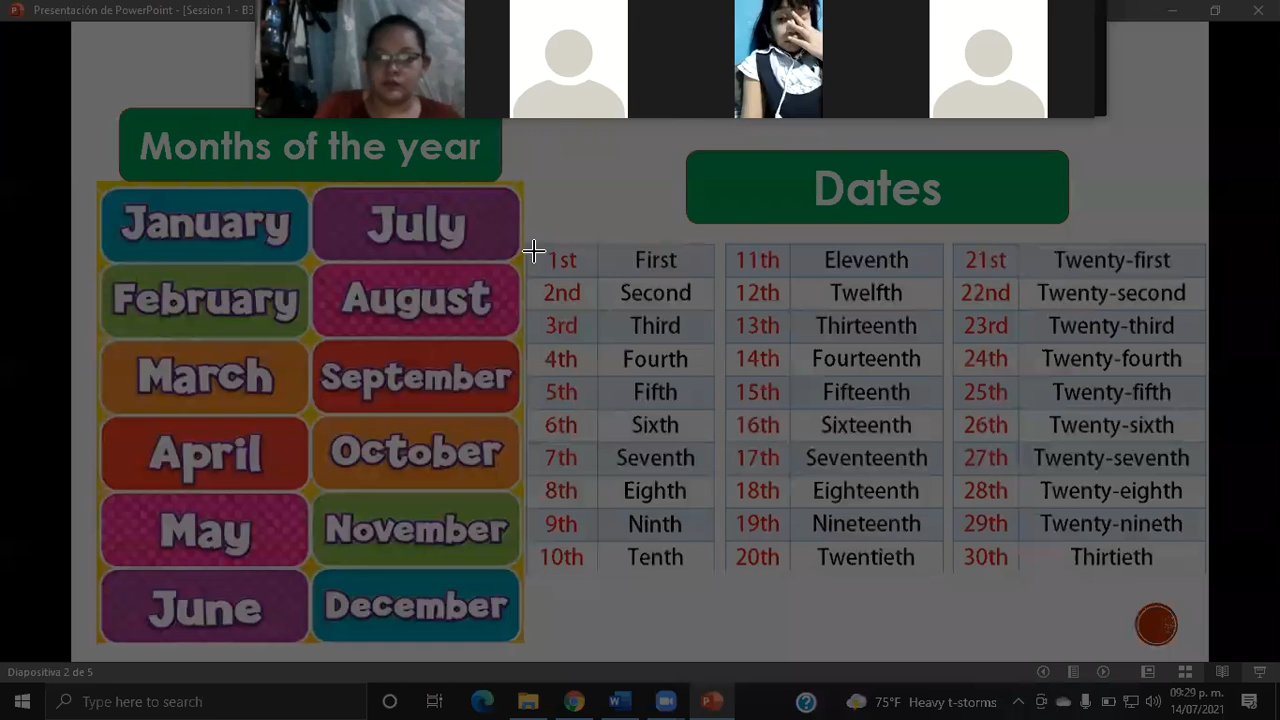 Presentación de PowerPoint - [Session 1 - B3
Months of the year
Dates
January
July
February
August
March
September
April
October
May
November
June
December
1st First 11th Eleventh 21st Twenty-first
2nd Second 12th Twelfth 22nd Twenty-second
3rd Third 13th Thirteenth 23rd Twenty-third
4th Fourth 14th Fourteenth 24th Twenty-fourth
5th Fifth 15th Fifteenth 25th Twenty-fifth
6th Sixth 16th Sixteenth 26th Twenty-sixth
7th Seventh 17th Seventeenth 27th Twenty-seventh
8th Eighth 18th Eighteenth 28th Twenty-eighth
9th Ninth 19th Nineteenth 29th Twenty-nineth
10th Tenth 20th Twentieth 30th Thirtieth
Diapositiva 2 de 5
Type here to search
75°F Heavy t-storms
09:29 p. m.
14/07/2021